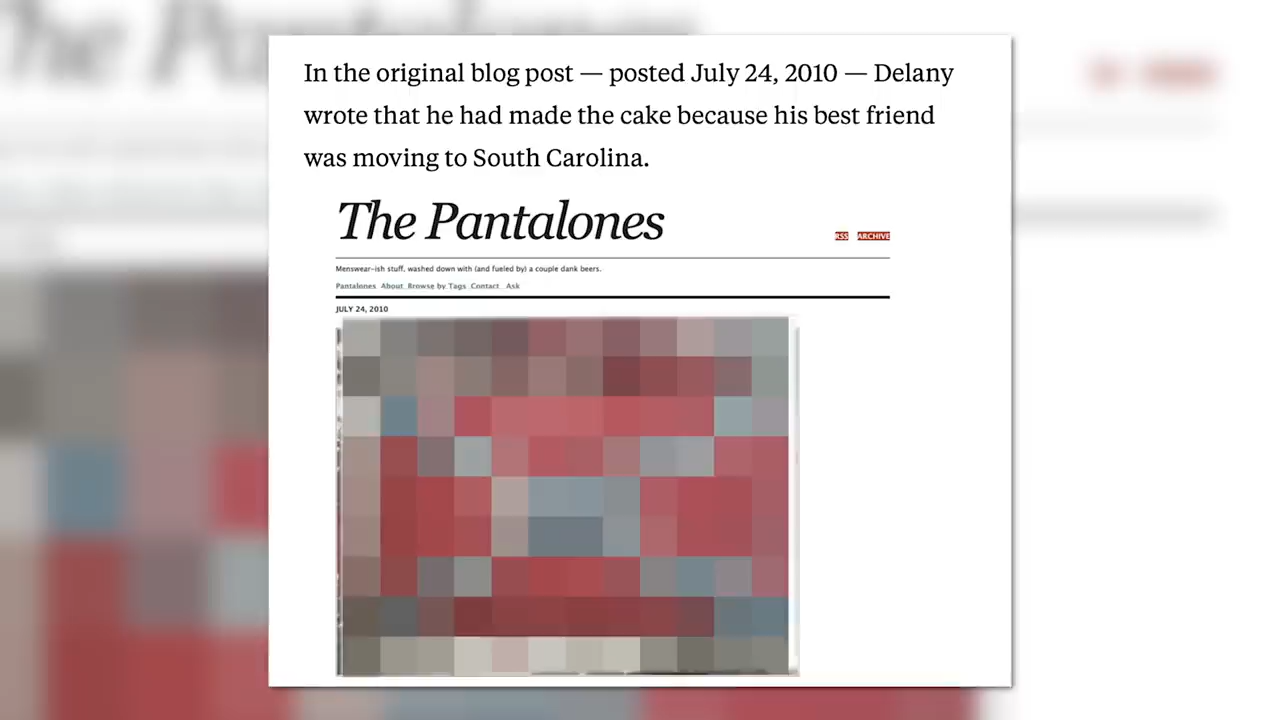 In the original blog post — posted July 24, 2010 — Delany
wrote that he had made the cake because his best friend
was moving to South Carolina.
The Pantalones
RSS ARCHIVE
Menswear-ish stuff, washed down with (and fueled by) a couple dank beers.
Pantalones About Browse by Tags Contact Ask
JULY 24, 2010